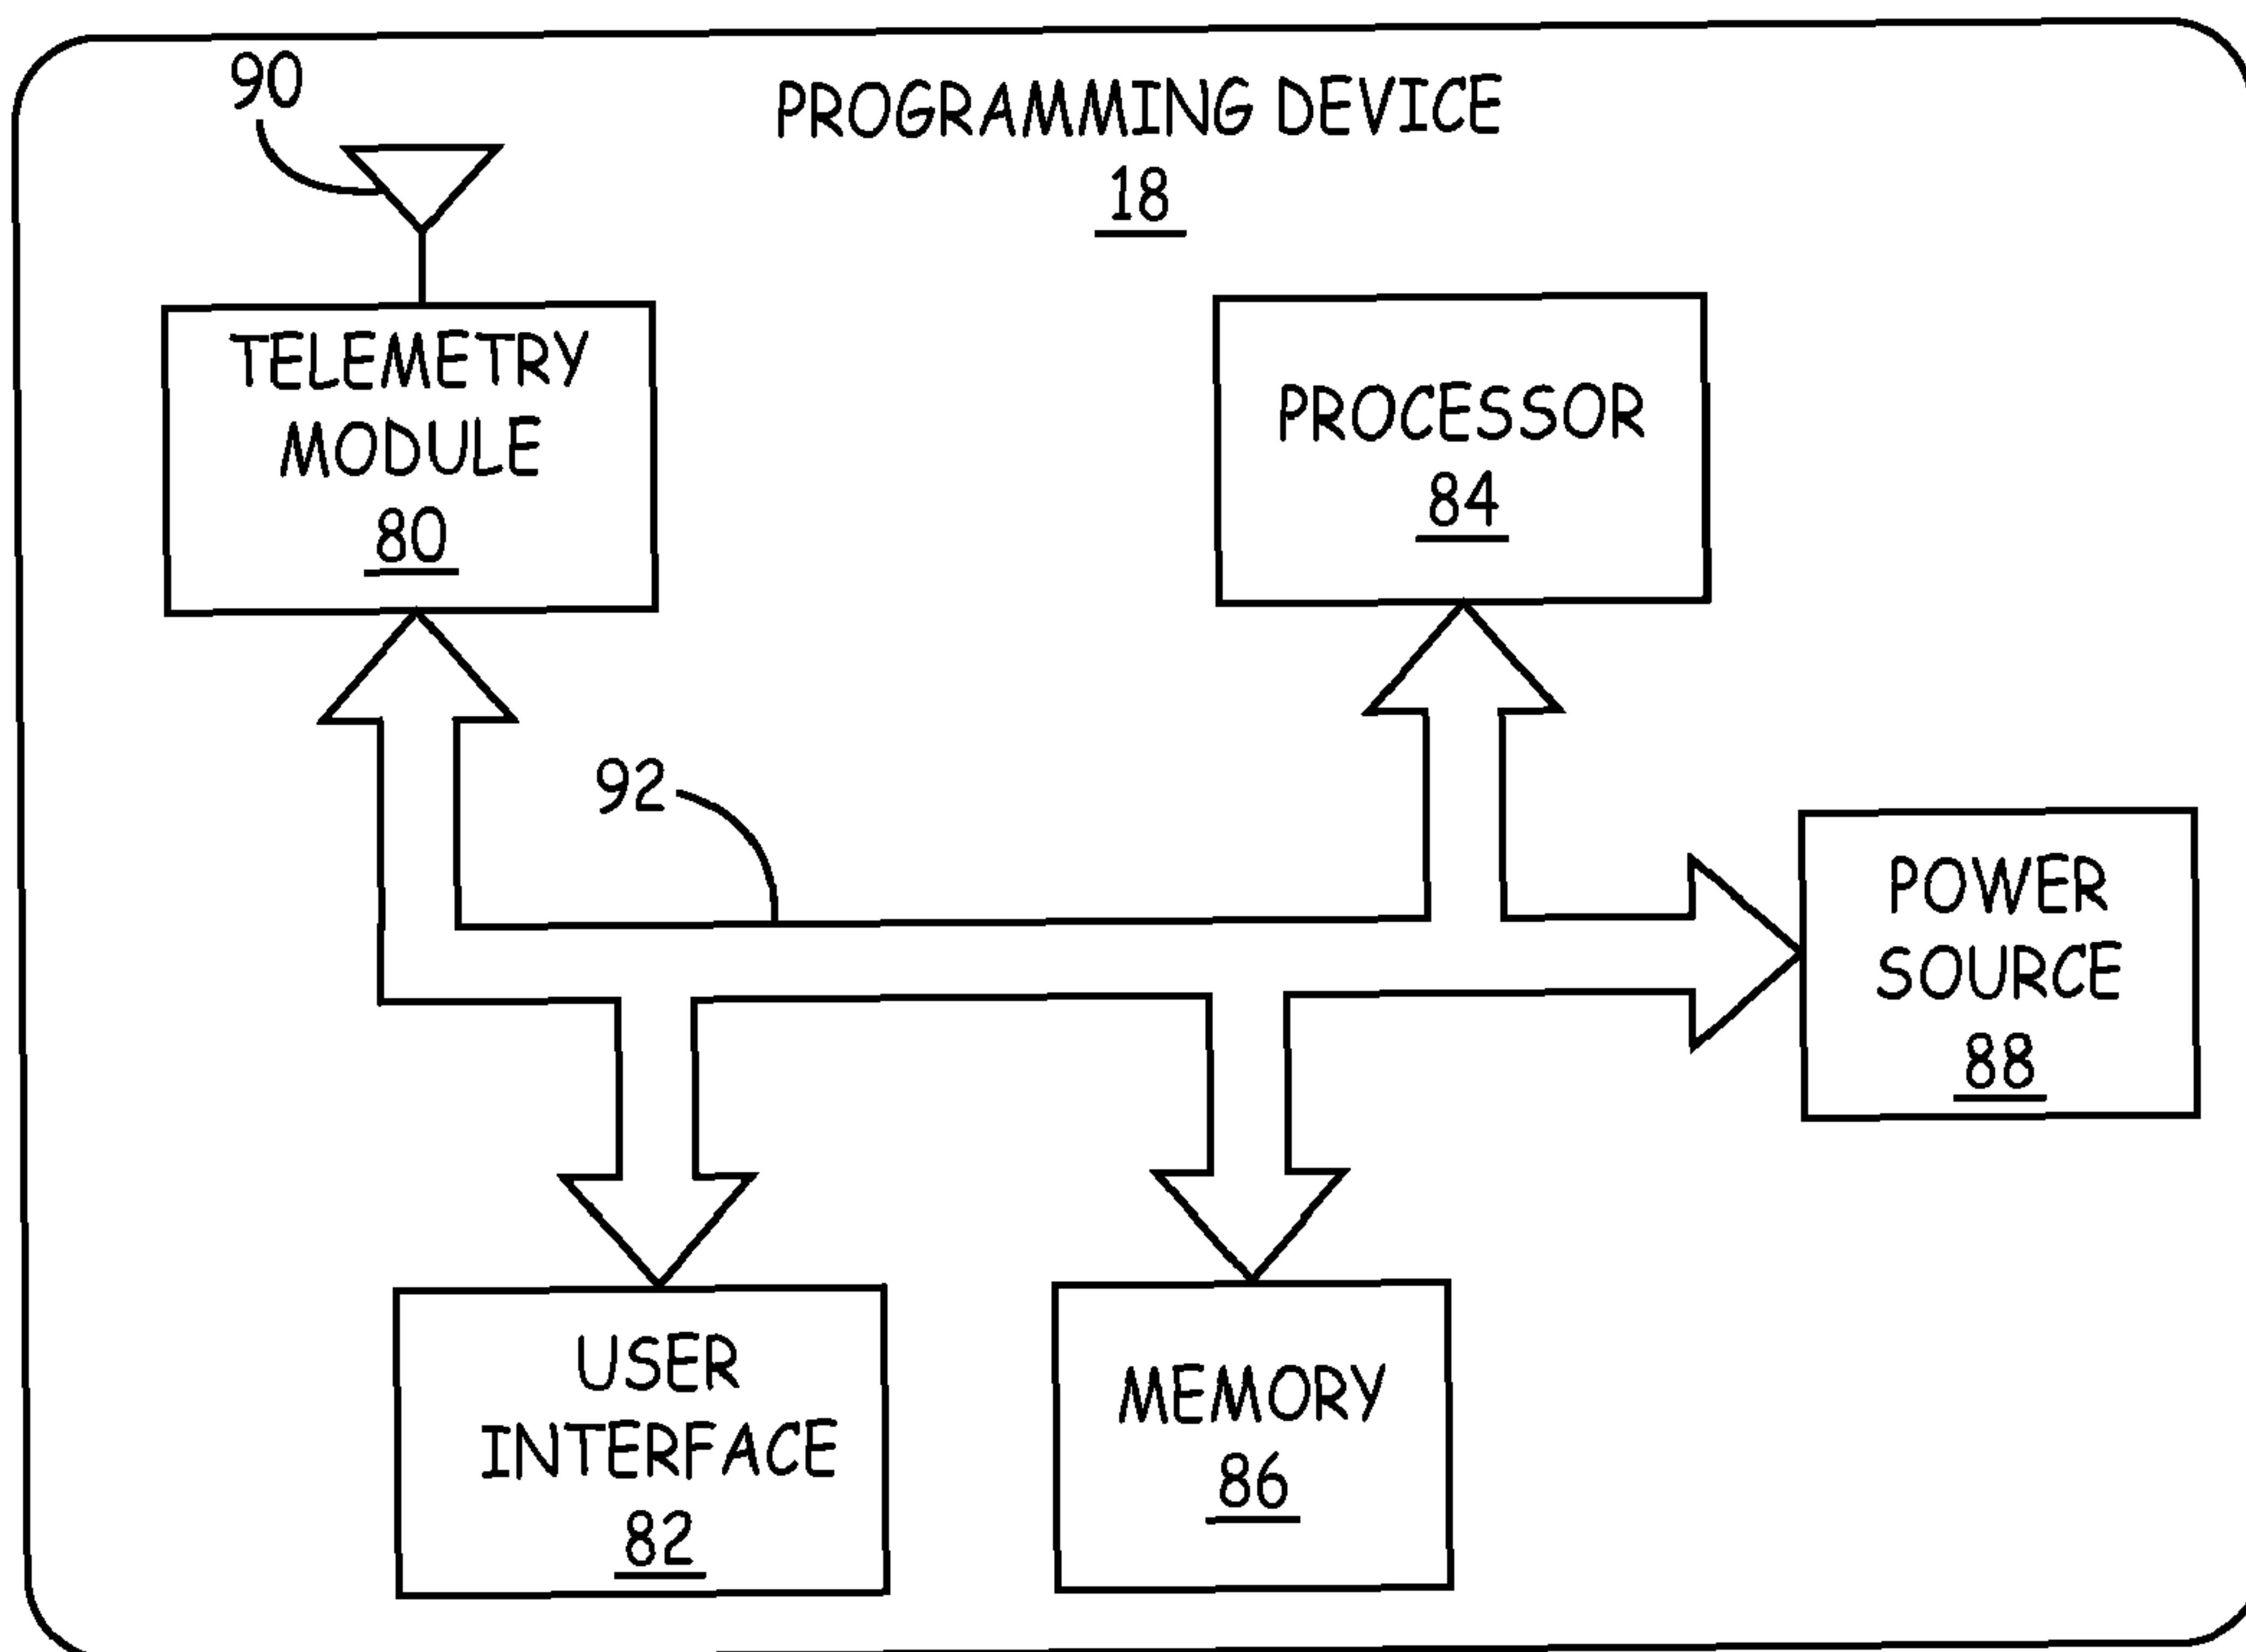 90
PROGRAMMING DEVICE
18
TELEMETRY
MODULE
80
PROCESSOR
84
92
POWER
SOURCE
88
USER
INTERFACE
82
MEMORY
86